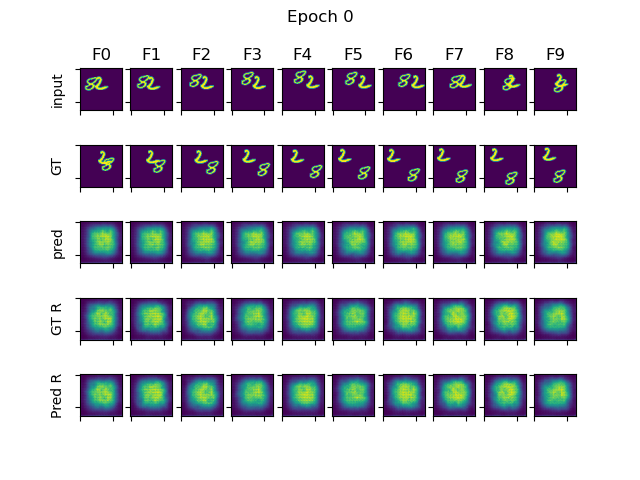 Epoch 0
F0 F1 F2 F3 F4 F5 F6 F7 F8 F9
input
GT
pred
GT R
Pred R